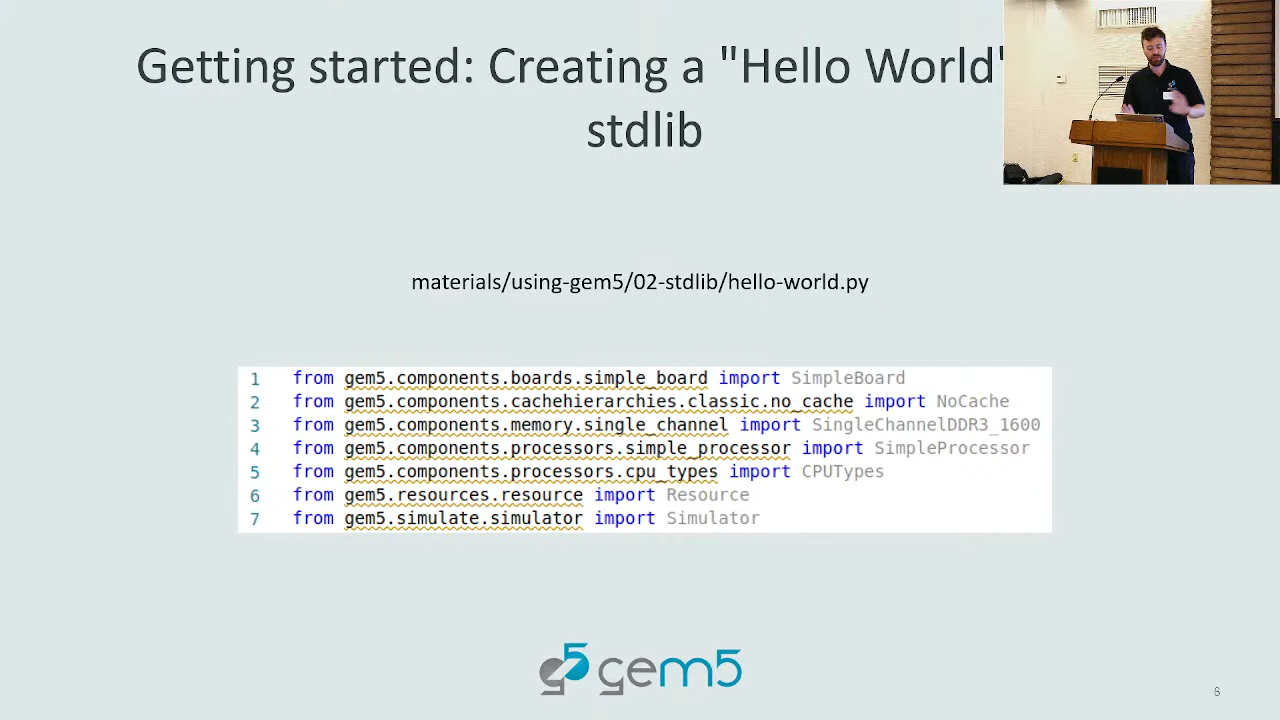 Getting started: Creating a "Hello World"
stdlib
materials/using-gem5/02-stdlib/hello-world.py
1 from gem5.components.boards.simple_board import SimpleBoard
2 from gem5.components.cachehierarchies.classic.no_cache import NoCache
3 from gem5.components.memory.single_channel import SingleChannelDDR3_1600
4 from gem5.components.processors.simple_processor import SimpleProcessor
5 from gem5.components.processors.cpu_types import CPUTypes
6 from gem5.resources.resource import Resource
7 from gem5.simulate.simulator import Simulator
g5 gem5
8